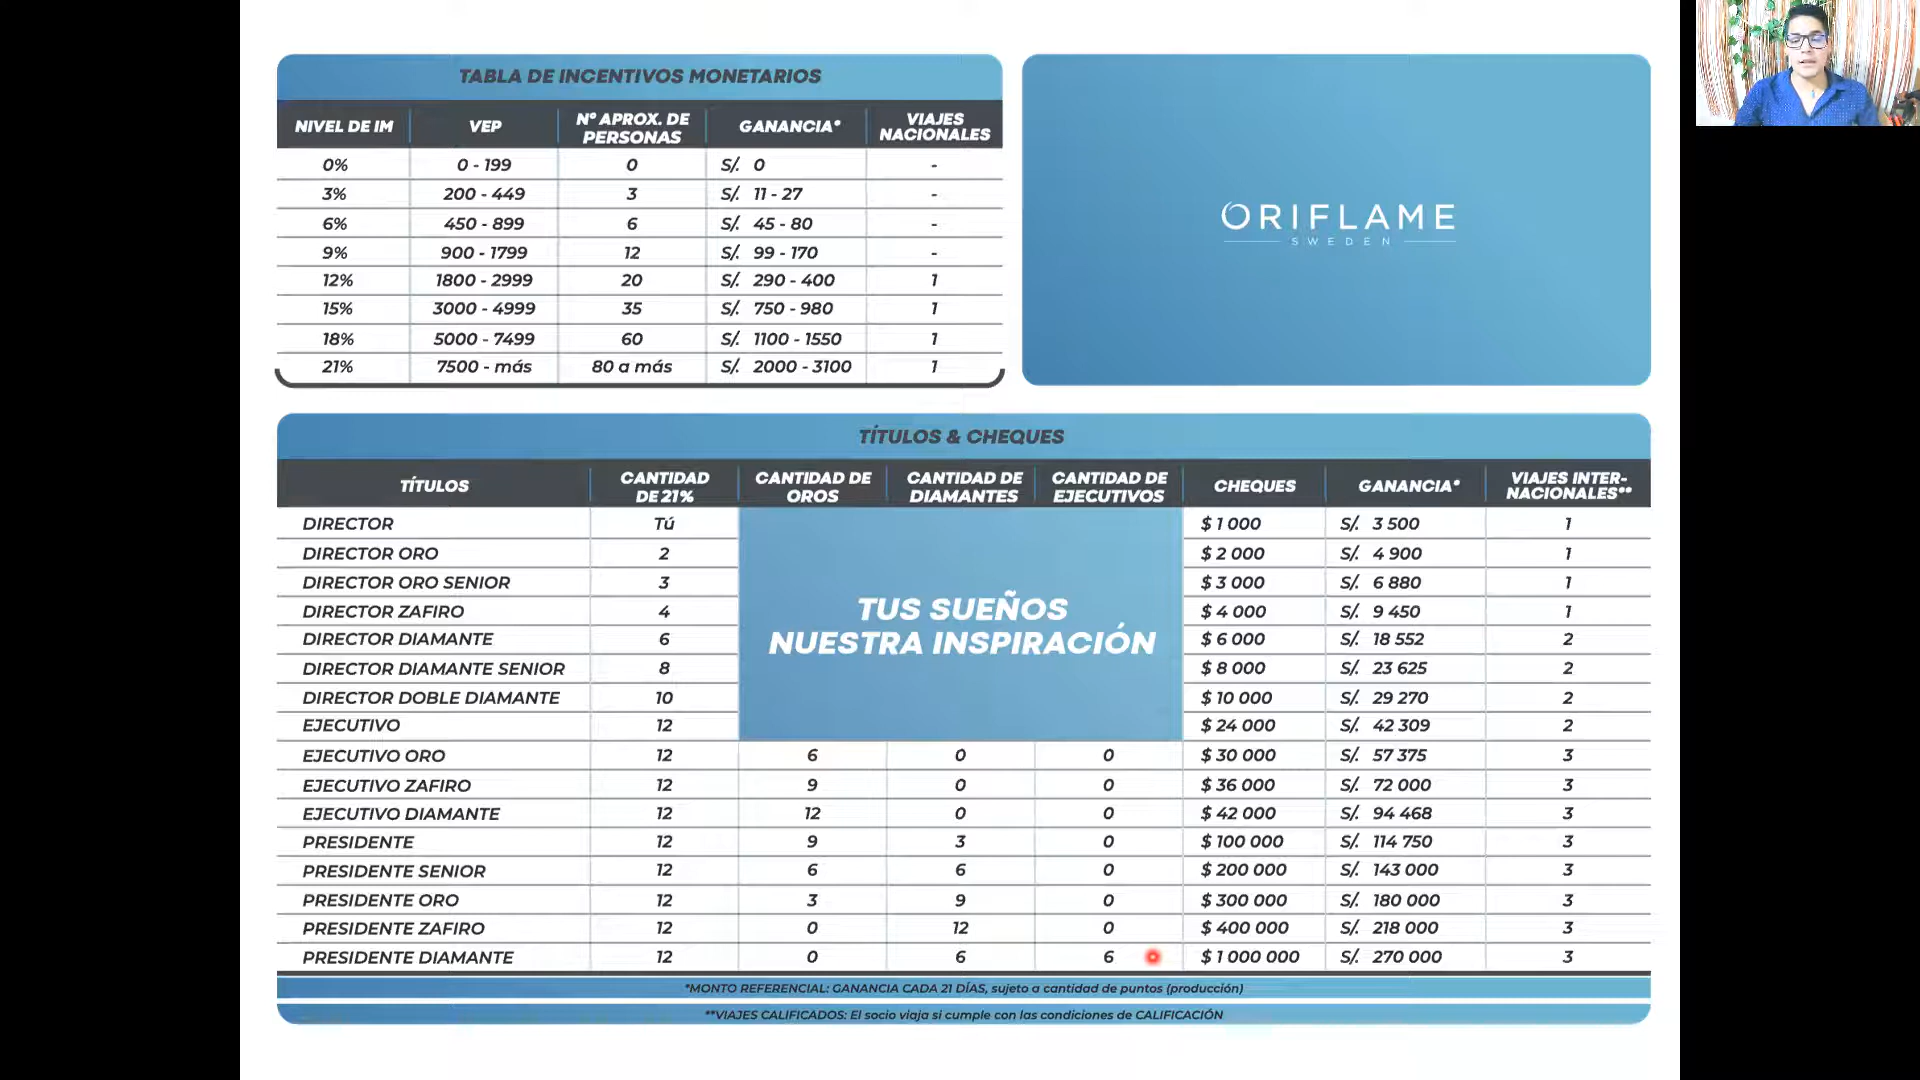 TABLA DE INCENTIVOS MONETARIOS
NIVEL DE IM VEP N° APROX. DE PERSONAS GANANCIA* VIAJES NACIONALES
0% 0 - 199 0 S/. 0 -
3% 200 - 449 3 S/. 11 - 27 -
6% 450 - 899 6 S/. 45 - 80 -
9% 900 - 1799 12 S/. 99 - 170 -
12% 1800 - 2999 20 S/. 290 - 400 1
15% 3000 - 4999 35 S/. 750 - 980 1
18% 5000 - 7499 60 S/. 1100 - 1550 1
21% 7500 - más 80 a más S/. 2000 - 3100 1
ORIFLAME
SWEDEN
TÍTULOS & CHEQUES
TÍTULOS CANTIDAD DE 21% CANTIDAD DE OROS CANTIDAD DE DIAMANTES CANTIDAD DE EJECUTIVOS CHEQUES GANANCIA* VIAJES INTER-NACIONALES**
DIRECTOR Tú $ 1 000 S/. 3 500 1
DIRECTOR ORO 2 $ 2 000 S/. 4 900 1
DIRECTOR ORO SENIOR 3 $ 3 000 S/. 6 880 1
DIRECTOR ZAFIRO 4 $ 4 000 S/. 9 450 1
DIRECTOR DIAMANTE 6 $ 6 000 S/. 18 552 2
DIRECTOR DIAMANTE SENIOR 8 $ 8 000 S/. 23 625 2
DIRECTOR DOBLE DIAMANTE 10 $ 10 000 S/. 29 270 2
EJECUTIVO 12 $ 24 000 S/. 42 309 2
TUS SUEÑOS
NUESTRA INSPIRACIÓN
EJECUTIVO ORO 12 6 0 0 $ 30 000 S/. 57 375 3
EJECUTIVO ZAFIRO 12 9 0 0 $ 36 000 S/. 72 000 3
EJECUTIVO DIAMANTE 12 12 0 0 $ 42 000 S/. 94 468 3
PRESIDENTE 12 9 3 0 $ 100 000 S/. 114 750 3
PRESIDENTE SENIOR 12 6 6 0 $ 200 000 S/. 143 000 3
PRESIDENTE ORO 12 3 9 0 $ 300 000 S/. 180 000 3
PRESIDENTE ZAFIRO 12 0 12 0 $ 400 000 S/. 218 000 3
PRESIDENTE DIAMANTE 12 0 6 6 $ 1 000 000 S/. 270 000 3
*MONTO REFERENCIAL: GANANCIA CADA 21 DÍAS, sujeto a cantidad de puntos (producción)
**VIAJES CALIFICADOS: El socio viaja si cumple con las condiciones de CALIFICACIÓN